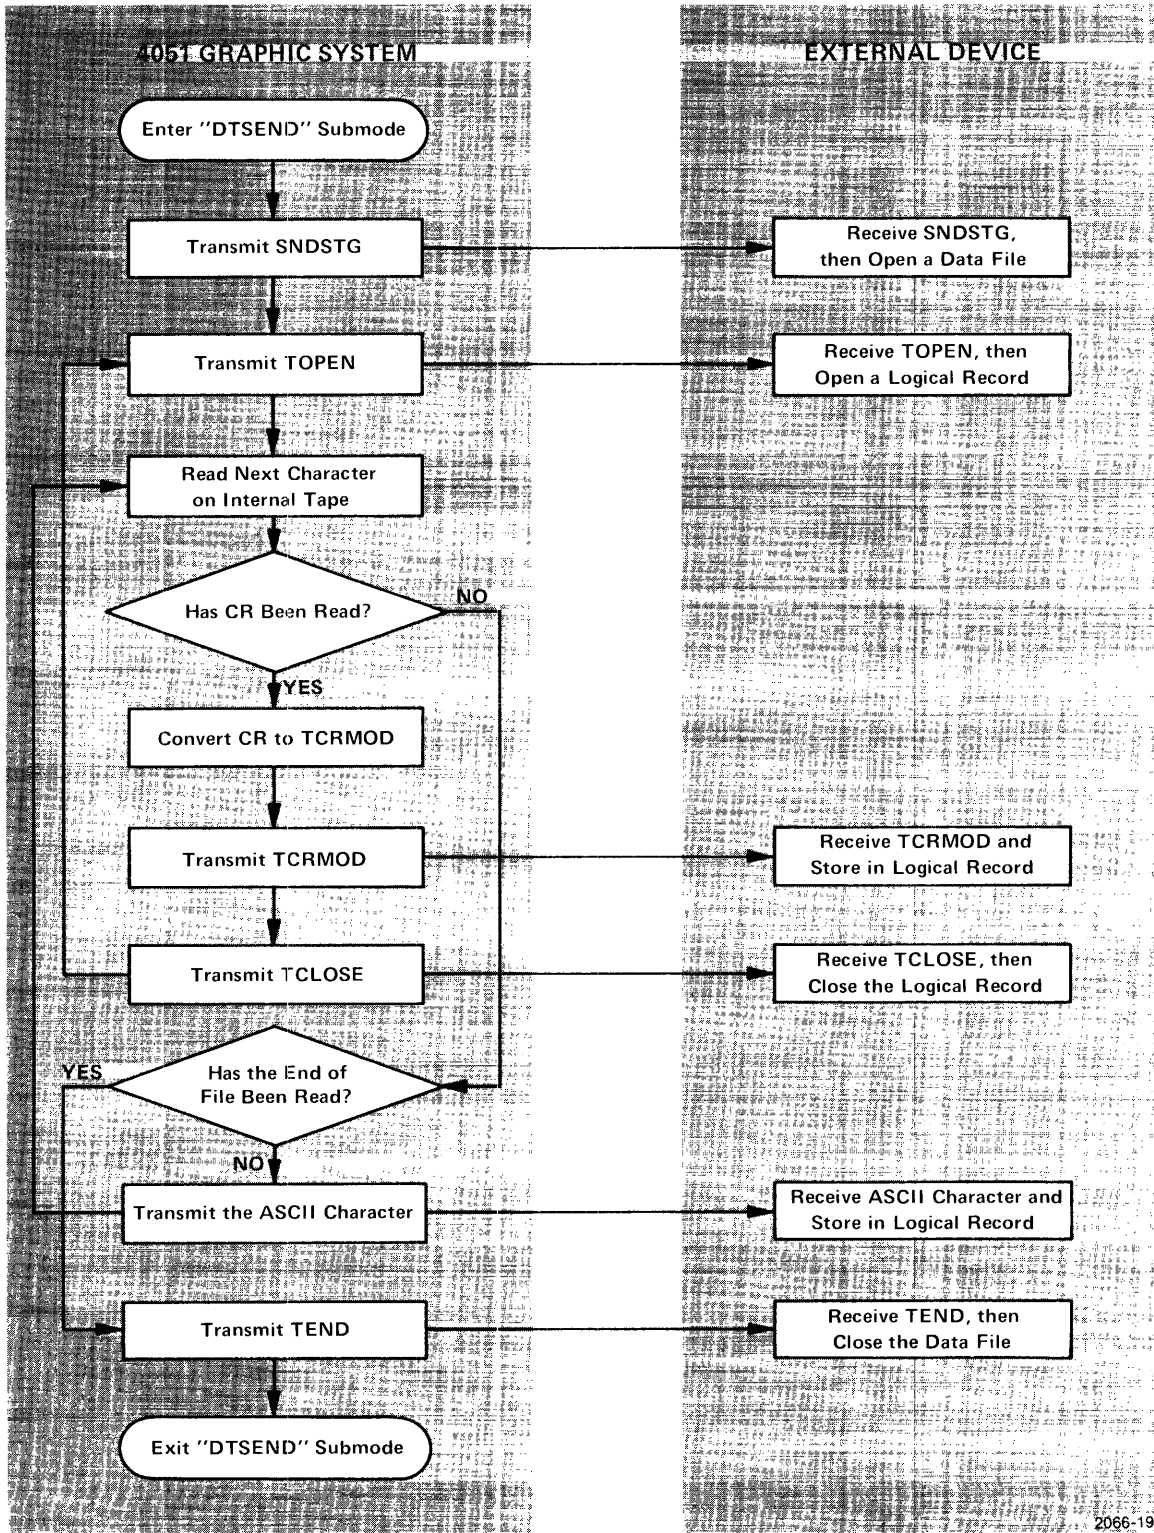 4051 GRAPHIC SYSTEM
EXTERNAL DEVICE
Enter "DTSEND" Submode
Transmit SNDSTG
Receive SNDSTG,
then Open a Data File
Transmit TOPEN
Receive TOPEN, then
Open a Logical Record
Read Next Character
on Internal Tape
Has CR Been Read?
NO
YES
Convert CR to TCRMOD
Transmit TCRMOD
Receive TCRMOD and
Store in Logical Record
Transmit TCLOSE
Receive TCLOSE, then
Close the Logical Record
YES
Has the End of
File Been Read?
NO
Transmit the ASCII Character
Receive ASCII Character and
Store in Logical Record
Transmit TEND
Receive TEND, then
Close the Data File
Exit "DTSEND" Submode
2066-19